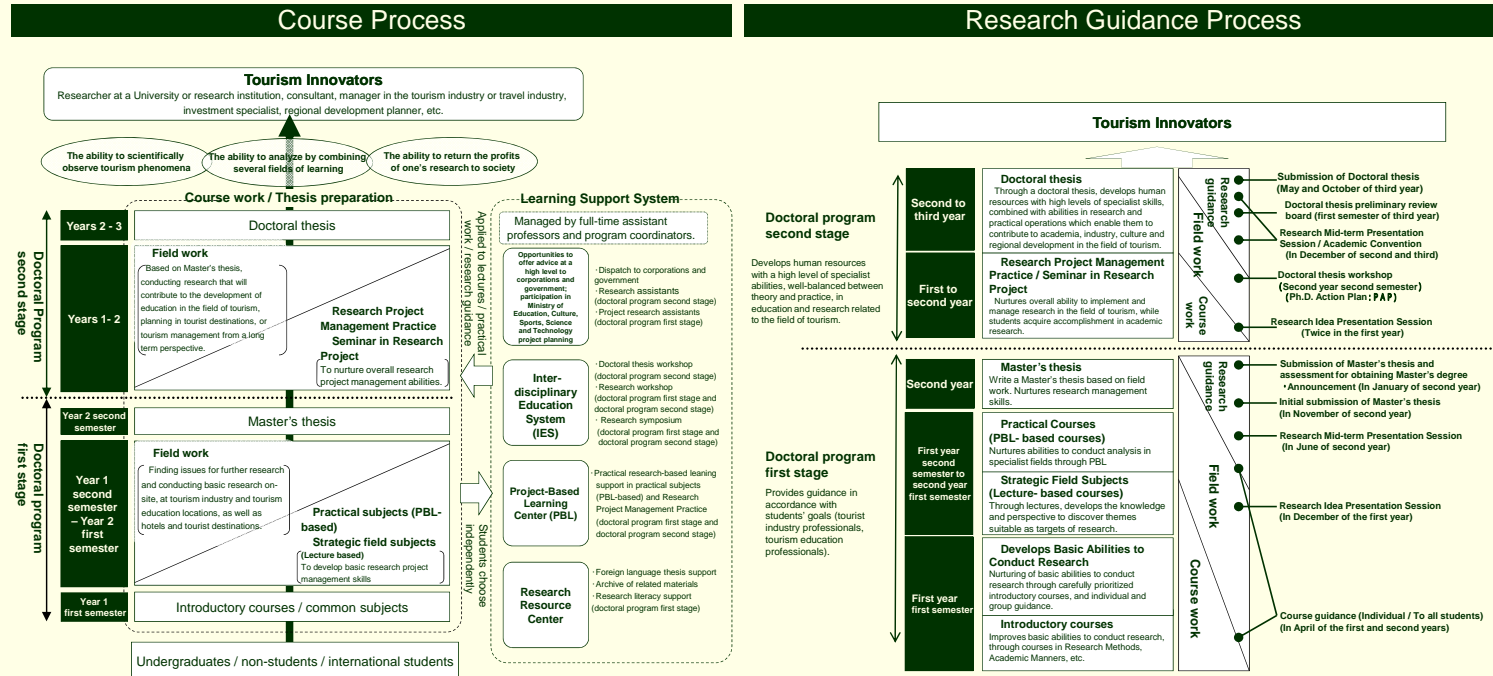 Course Process
Tourism Innovators
Researcher at a University or research institution, consultant, manager in the tourism industry or travel industry,
investment specialist, regional development planner, etc.
The ability to scientifically
observe tourism phenomena
The ability to analyze by combining
several fields of learning
The ability to return the profits
of one's research to society
Course work / Thesis preparation
Doctoral Program
second stage
Years 2 - 3
Doctoral thesis
Years 1- 2
Field work
Based on Master's thesis,
conducting research that will
contribute to the development of
education in the field of tourism,
planning in tourist destinations, or
tourism management from a long
term perspective.
Research Project
Management Practice
Seminar in Research
Project
To nurture overall research
project management abilities.
Doctoral program
first stage
Year 2 second
semester
Master's thesis
Year 1
second
semester
– Year 2
first
semester
Field work
Finding issues for further research
and conducting basic research on-
site, at tourism industry and tourism
education locations, as well as
hotels and tourist destinations.
Practical subjects (PBL-
based)
Strategic field subjects
(Lecture based)
To develop basic research project
management skills
Year 1
first semester
Introductory courses / common subjects
Undergraduates / non-students / international students
Applied to lectures / practical
work / research guidance
Students choose
independently
Learning Support System
Managed by full-time assistant
professors and program coordinators.
Opportunities to
offer advice at a
high level to
corporations and
government;
participation in
Ministry of
Education, Culture,
Sports, Science
and Technology
project planning
·Dispatch to corporations and
government
·Research assistants
(doctoral program second stage)
·Project research assistants
(doctoral program first stage)
Inter-
disciplinary
Education
System
(IES)
·Doctoral thesis workshop
(doctoral program second stage)
·Research workshop
(doctoral program first stage and
doctoral program second stage)
·Research symposium
(doctoral program first stage and
doctoral program second stage)
Project-Based
Learning
Center (PBL)
·Practical research-based leaning
support in practical subjects
(PBL-based) and Research
Project Management Practice
(doctoral program first stage and
doctoral program second stage)
Research
Resource
Center
·Foreign language thesis support
·Archive of related materials
·Research literacy support
(doctoral program first stage)
Research Guidance Process
Tourism Innovators
Doctoral program
second stage
Develops human resources
with a high level of specialist
abilities, well-balanced between
theory and practice, in
education and research related
to the field of tourism.
Second to
third year
Doctoral thesis
Through a doctoral thesis, develops human
resources with high levels of specialist skills,
combined with abilities in research and
practical operations which enable them to
contribute to academia, industry, culture and
regional development in the field of tourism.
First to
second year
Research Project Management
Practice / Seminar in Research
Project
Nurtures overall ability to implement and
manage research in the field of tourism, while
students acquire accomplishment in academic
research.
Research
guidance
Field work
Course
work
Submission of Doctoral thesis
(May and October of third year)
Doctoral thesis preliminary review
board (first semester of third year)
Research Mid-term Presentation
Session / Academic Convention
(In December of second and third)
Doctoral thesis workshop
(Second year second semester)
(Ph.D. Action Plan:PAP)
Research Idea Presentation Session
(Twice in the first year)
Doctoral program
first stage
Provides guidance in
accordance with
students' goals (tourist
industry professionals,
tourism education
professionals).
Second year
Master's thesis
Write a Master's thesis based on field
work. Nurtures research management
skills.
First year
second
semester to
second year
first semester
Practical Courses
(PBL- based courses)
Nurtures abilities to conduct analysis in
specialist fields through PBL
Strategic Field Subjects
(Lecture- based courses)
Through lectures, develops the knowledge
and perspective to discover themes
suitable as targets of research.
First year
first semester
Develops Basic Abilities to
Conduct Research
Nurturing of basic abilities to conduct
research through carefully prioritized
introductory courses, and individual and
group guidance.
Introductory courses
Improves basic abilities to conduct research,
through courses in Research Methods,
Academic Manners, etc.
Research
guidance
Field work
Course work
Submission of Master's thesis and
assessment for obtaining Master's degree
・Announcement (In January of second year)
Initial submission of Master's thesis
(In November of second year)
Research Mid-term Presentation Session
(In June of second year)
Research Idea Presentation Session
(In December of the first year)
Course guidance (Individual / To all students)
(In April of the first and second years)